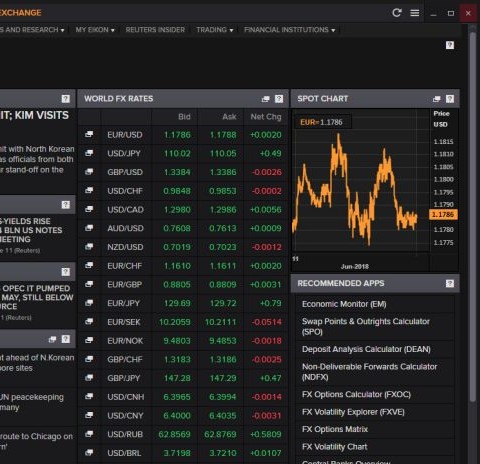 EXCHANGE
S AND RESEARCH MY EIKON REUTERS INSIDER TRADING FINANCIAL INSTITUTIONS
IT; KIM VISITS
nit with North Korean
as officials from both
r stand-off on the
-YIELDS RISE
4 BLN US NOTES
MEETING
e 11 (Reuters)
OPEC IT PUMPED
MAY, STILL BELOW
URCE
1 (Reuters)
t ahead of N.Korean
pore sites
UN peacekeeping
many
route to Chicago on
n'
WORLD FX RATES
Bid Ask Net Chg
EUR/USD 1.1786 1.1788 +0.0020
USD/JPY 110.02 110.05 +0.49
GBP/USD 1.3384 1.3386 -0.0026
USD/CHF 0.9848 0.9853 -0.0002
USD/CAD 1.2980 1.2986 +0.0056
AUD/USD 0.7608 0.7613 +0.0009
NZD/USD 0.7019 0.7023 -0.0012
EUR/CHF 1.1610 1.1611 +0.0020
EUR/GBP 0.8805 0.8809 +0.0031
EUR/JPY 129.69 129.72 +0.79
EUR/SEK 10.2059 10.2111 -0.0514
EUR/NOK 9.4803 9.4853 -0.0018
GBP/CHF 1.3183 1.3186 -0.0025
GBP/JPY 147.28 147.29 +0.47
USD/CNH 6.3965 6.3994 -0.0014
USD/CNY 6.4000 6.4035 -0.0031
USD/RUB 62.8569 62.8769 +0.5809
USD/BRL 3.7198 3.7210 +0.0107
SPOT CHART
EUR= 1.1786
Price
USD
1.1815
1.1810
1.1805
1.1800
1.1795
1.1790
1.1786
1.1780
1.1775
11
Jun-2018
RECOMMENDED APPS
Economic Monitor (EM)
Swap Points & Outrights Calculator
(SPO)
Deposit Analysis Calculator (DEAN)
Non-Deliverable Forwards Calculator
(NDFX)
FX Options Calculator (FXOC)
FX Volatility Explorer (FXVE)
FX Options Matrix
FX Volatility Chart
Central Banks Overview